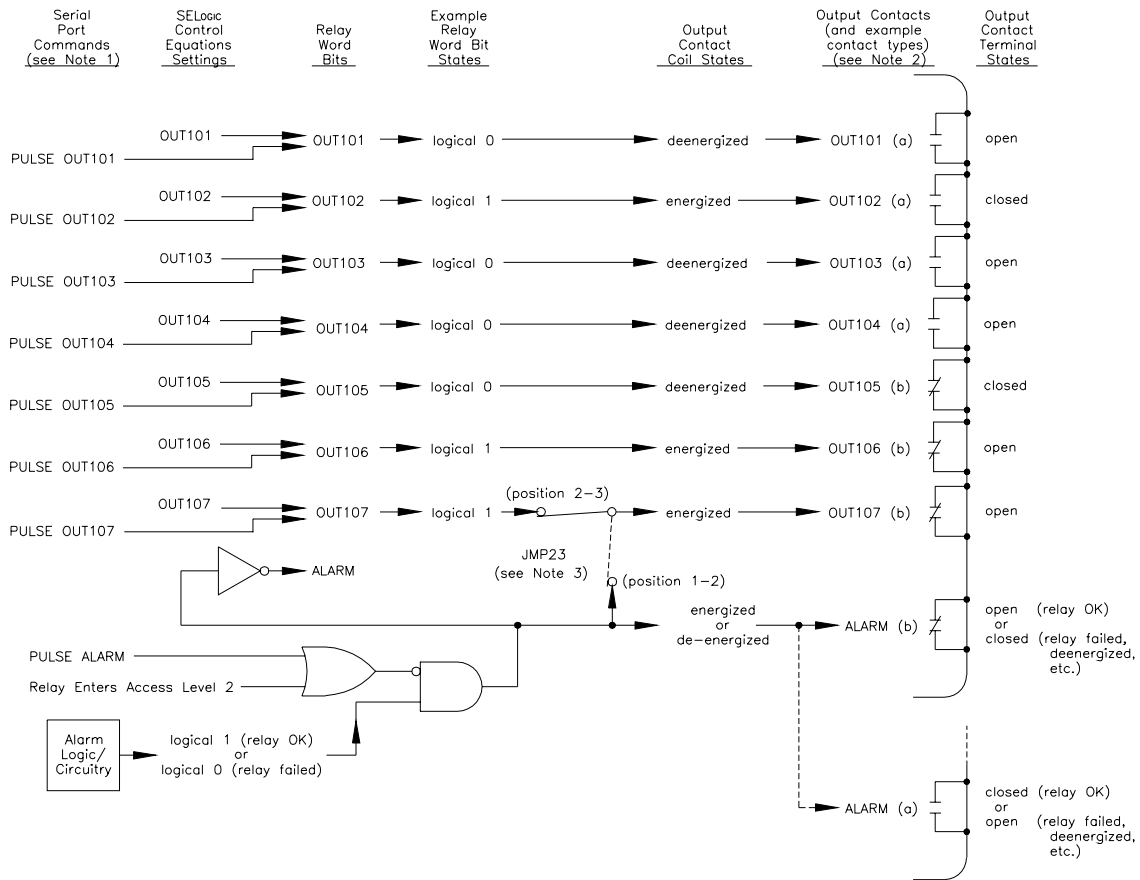 Serial
Port
Commands
(see Note 1)
SELOGIC
Control
Equations
Settings
Relay
Word
Bits
Example
Relay
Word Bit
States
Output
Contact
Coil States
Output Contacts
(and example
contact types)
(see Note 2)
Output
Contact
Terminal
States
OUT101
PULSE OUT101
OUT101
logical 0
deenergized
OUT101 (a)
open
OUT102
PULSE OUT102
OUT102
logical 1
energized
OUT102 (a)
closed
OUT103
PULSE OUT103
OUT103
logical 0
deenergized
OUT103 (a)
open
OUT104
PULSE OUT104
OUT104
logical 0
deenergized
OUT104 (a)
open
OUT105
PULSE OUT105
OUT105
logical 0
deenergized
OUT105 (b)
closed
OUT106
PULSE OUT106
OUT106
logical 1
energized
OUT106 (b)
open
OUT107
PULSE OUT107
OUT107
logical 1
(position 2-3)
energized
OUT107 (b)
open
JMP23
(see Note 3)
(position 1-2)
ALARM
energized
or
de-energized
ALARM (b)
open (relay OK)
or
closed (relay failed,
deenergized,
etc.)
PULSE ALARM
Relay Enters Access Level 2
Alarm
Logic/
Circuitry
logical 1 (relay OK)
or
logical 0 (relay failed)
ALARM (a)
closed (relay OK)
or
open (relay failed,
deenergized,
etc.)